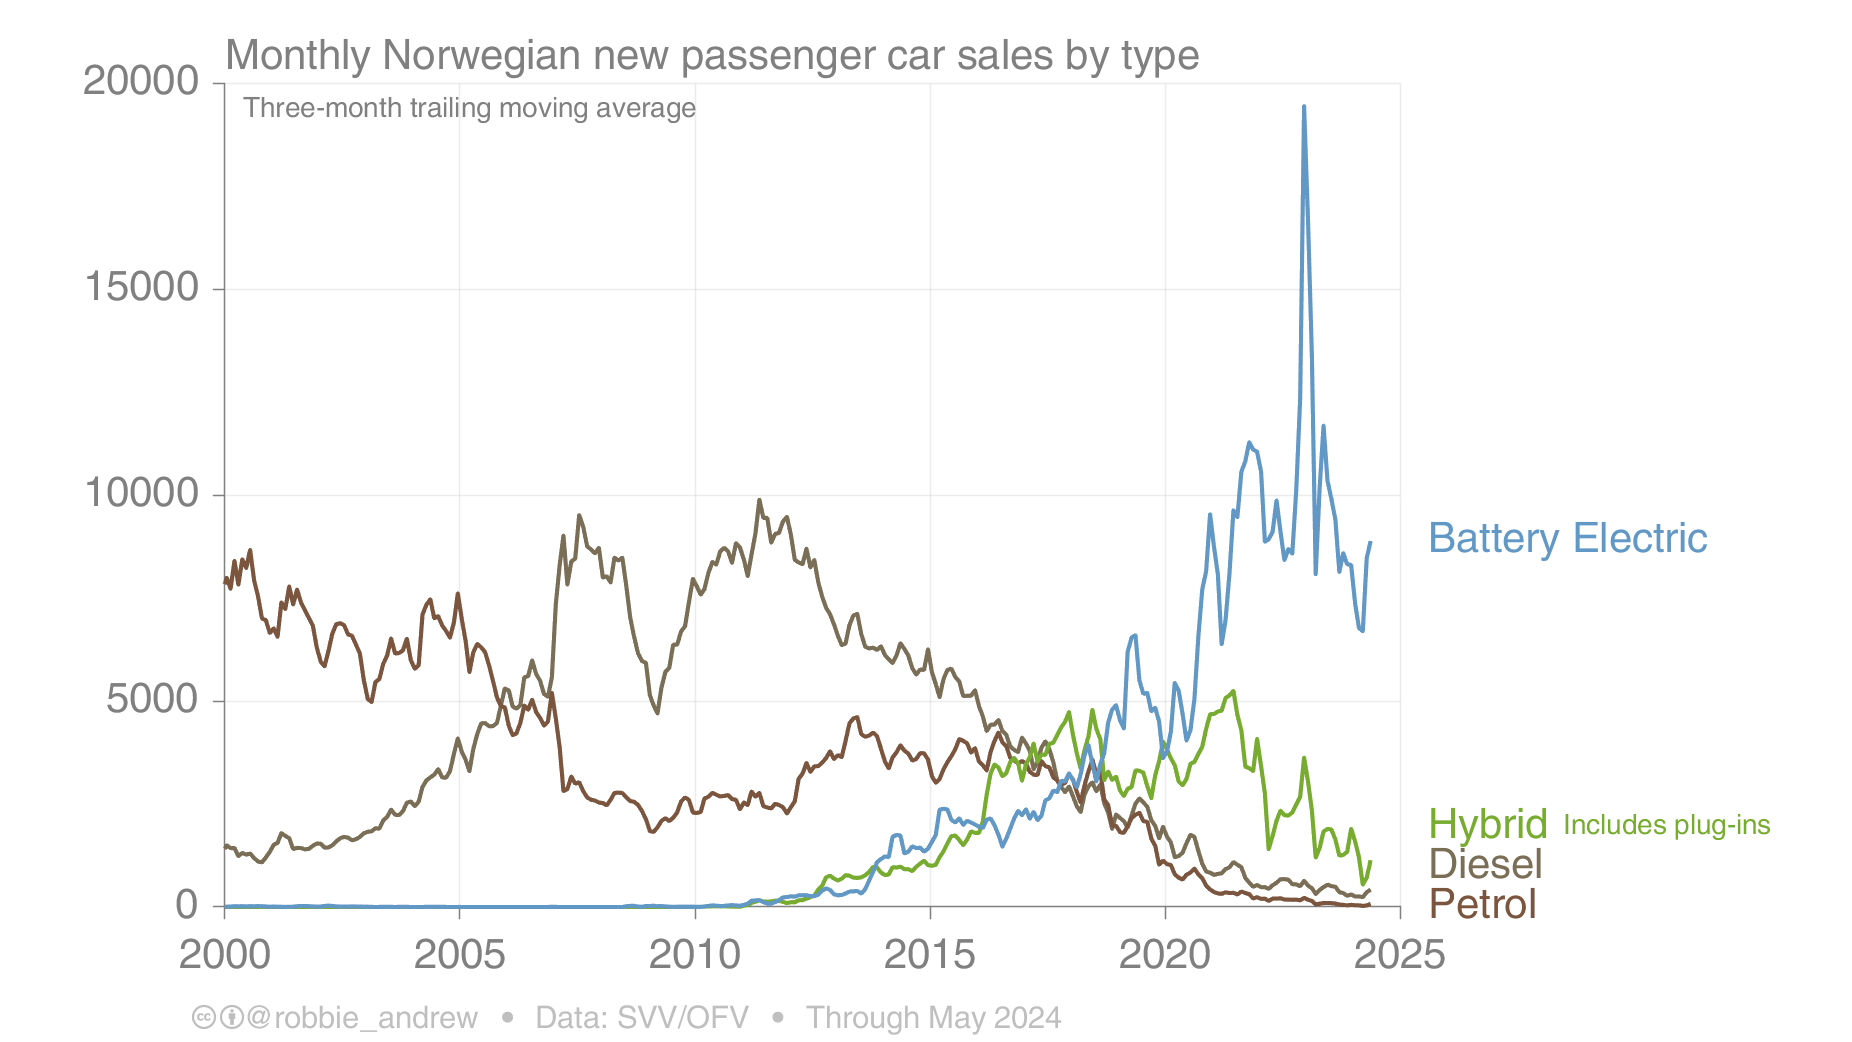 Monthly Norwegian new passenger car sales by type
Three-month trailing moving average
20000
15000
10000
5000
0
2000 2005 2010 2015 2020 2025
Battery Electric
Hybrid Includes plug-ins
Diesel
Petrol
@robbie_andrew • Data: SVV/OFV • Through May 2024